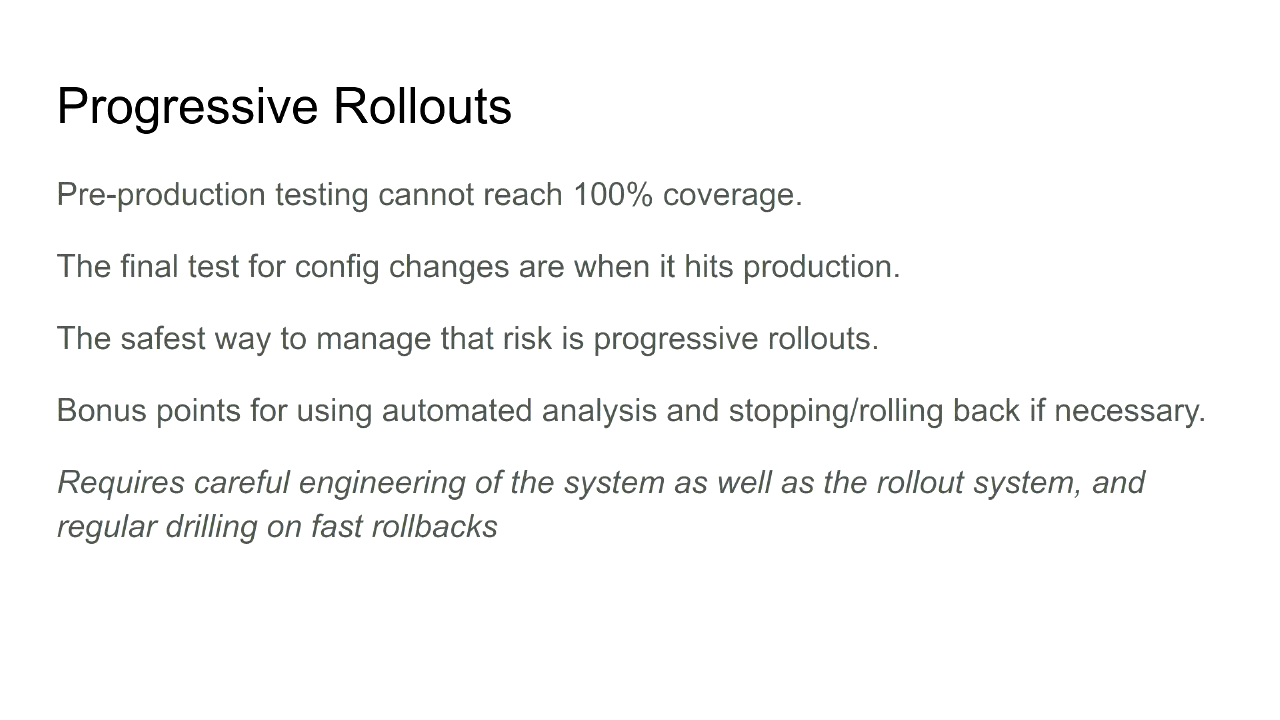 Progressive Rollouts
Pre-production testing cannot reach 100% coverage.
The final test for config changes are when it hits production.
The safest way to manage that risk is progressive rollouts.
Bonus points for using automated analysis and stopping/rolling back if necessary.
Requires careful engineering of the system as well as the rollout system, and
regular drilling on fast rollbacks